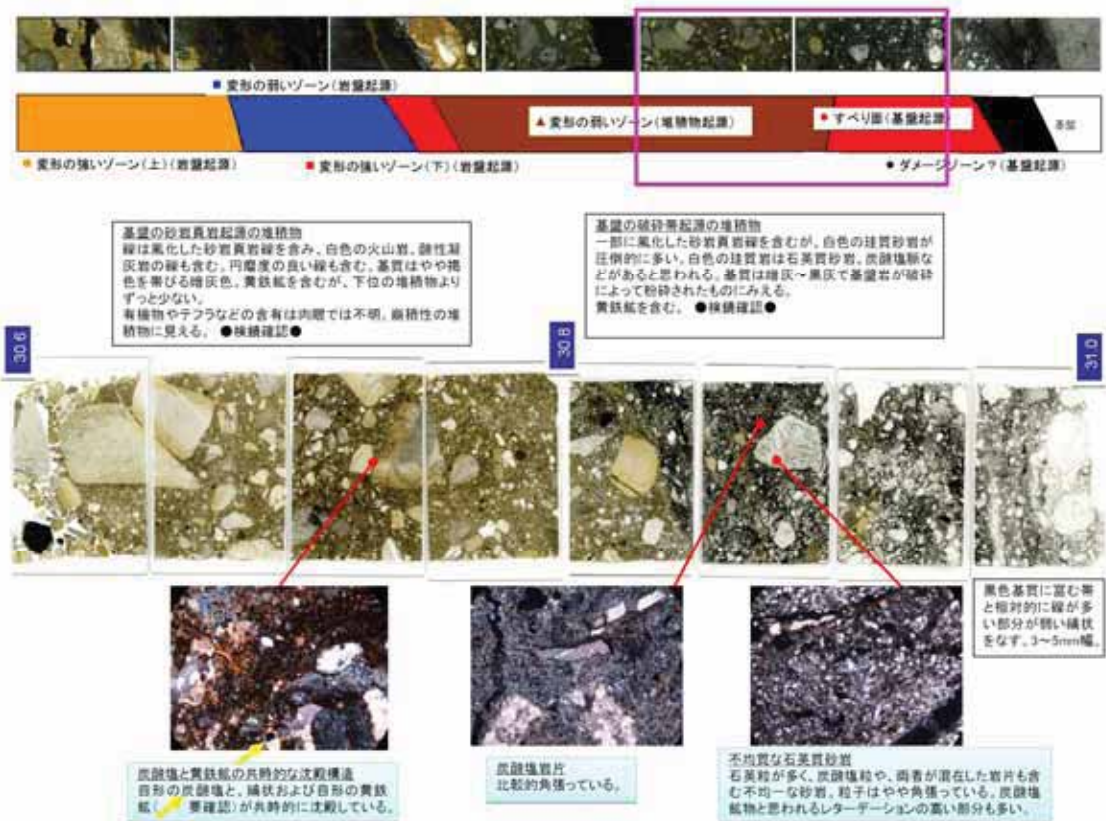 ■ 変形の弱いゾーン(岩盤起源)
▲ 変形の弱いゾーン(堆積物起源)
● すべり面(基盤起源)
基盤
■ 変形の強いゾーン(上)(岩盤起源)
■ 変形の強いゾーン(下)(岩盤起源)
● ダメージゾーン?(基盤起源)
基盤の砂岩頁岩起源の堆積物
礫は風化した砂岩頁岩礫を含み、白色の火山岩、酸性凝
灰岩の礫も含む。円磨度の良い礫も含む。基質はやや褐
色を帯びる暗灰色。黄鉄鉱を含むが、下位の堆積物より
ずっと少ない。
有機物やテフラなどの含有は肉眼では不明。崩積性の堆
積物に見える。 ●検鏡確認●
基盤の破砕帯起源の堆積物
一部に風化した砂岩頁岩礫を含むが、白色の珪質砂岩が
圧倒的に多い。白色の珪質岩は石英質砂岩、炭酸塩脈な
どがあると思われる。基質は暗灰~黒灰で基盤岩が破砕
によって粉砕されたものにみえる。
黄鉄鉱を含む。 ●検鏡確認●
30.6
30.8
31.0
黒色基質に富む帯
と相対的に礫が多
い部分が弱い縞状
をなす。3~5mm幅。
炭酸塩と黄鉄鉱の共時的な沈殿構造
自形の炭酸塩と、縞状および自形の黄鉄
鉱( 要確認)が共時的に沈殿している。
炭酸塩岩片
比較的角張っている。
不均質な石英質砂岩
石英粒が多く、炭酸塩粒や、両者が混在した岩片も含
む不均一な砂岩。粒子はやや角張っている。炭酸塩
鉱物と思われるレターデーションの高い部分も多い。